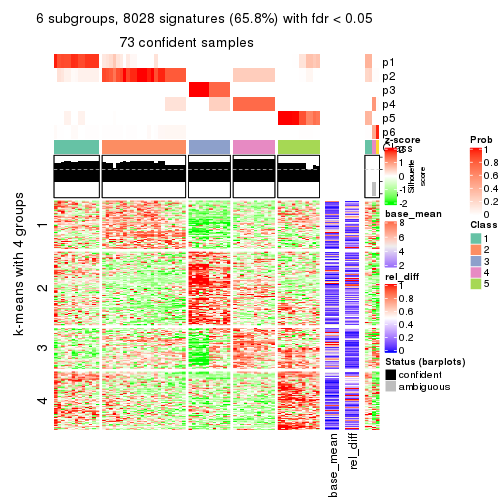 6 subgroups, 8028 signatures (65.8%) with fdr < 0.05
73 confident samples
p1
p2
p3
p4
p5
p6
Class
Silhouette score
k-means with 4 groups
1
2
3
4
base_mean
rel_diff
z-score
2
1
0
-1
-2
base_mean
8
6
4
2
rel_diff
1
0.8
0.6
0.4
0.2
0
Status (barplots)
confident
ambiguous
Prob
1
0.8
0.6
0.4
0.2
0
Class
1
2
3
4
5